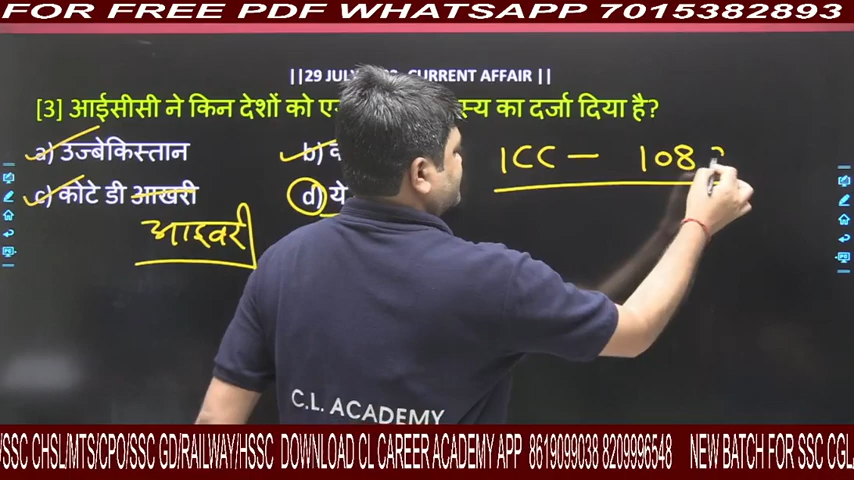 FOR FREE PDF WHATSAPP 7015382893
||29 JULY CURRENT AFFAIR ||
[3] आईसीसी ने किन देशों को का दर्जा दिया है?
a) उज्बेकिस्तान b)
ICC - 108
c) कोटे डी आखरी d) ये
आइवरी
C.L. ACADEMY
/SSC CHSL/MTS/CPO/SSC GD/RAILWAY/HSSC DOWNLOAD CL CAREER ACADEMY APP 8619099038 8209996548 NEW BATCH FOR SSC CGL